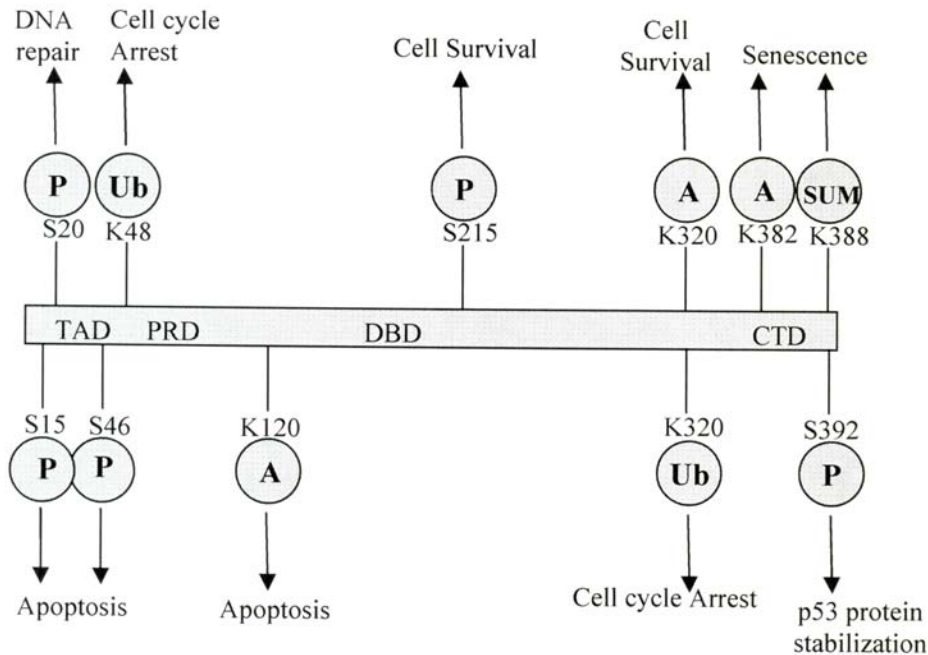 DNA
repair
Cell cycle
Arrest
Cell Survival
Cell
Survival
Senescence
P
Ub
P
A
A
SUM
S20
K48
S215
K320
K382
K388
TAD
PRD
DBD
CTD
S15
S46
K120
K320
S392
P
P
A
Ub
P
Apoptosis
Apoptosis
Cell cycle Arrest
p53 protein
stabilization